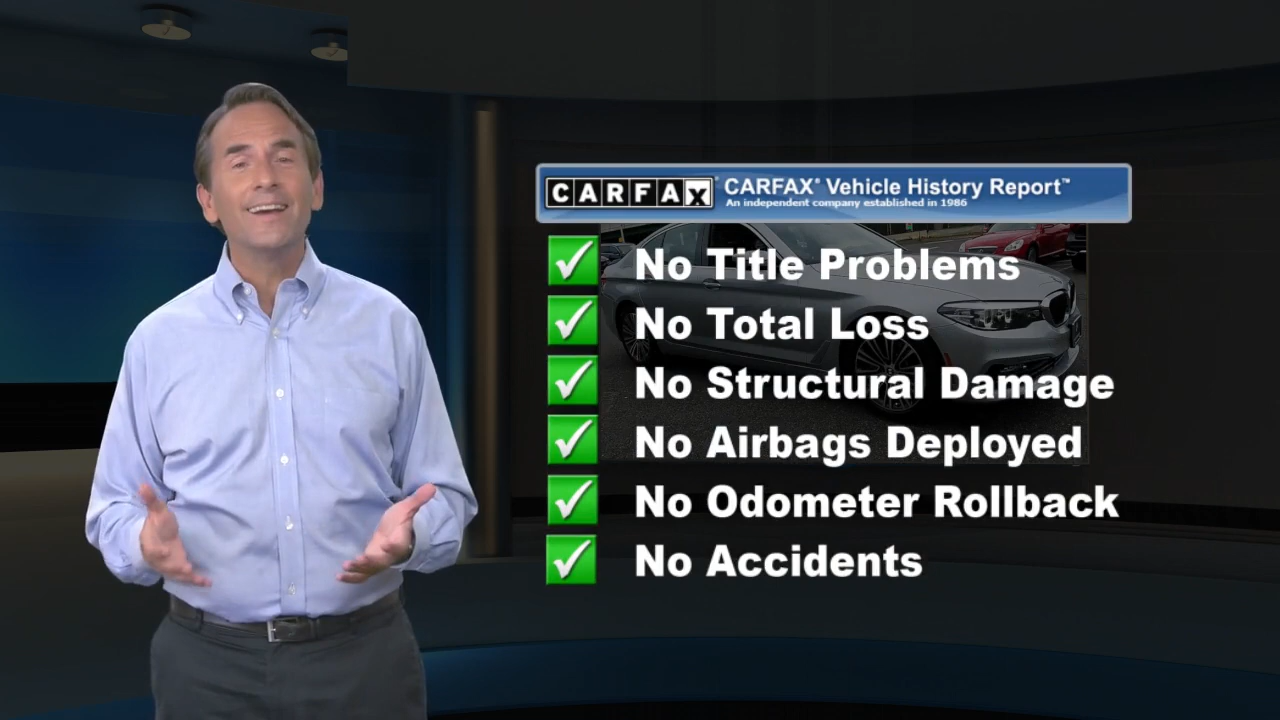 CARFAX® CARFAX® Vehicle History Report™
An independent company established in 1986
No Title Problems
No Total Loss
No Structural Damage
No Airbags Deployed
No Odometer Rollback
No Accidents